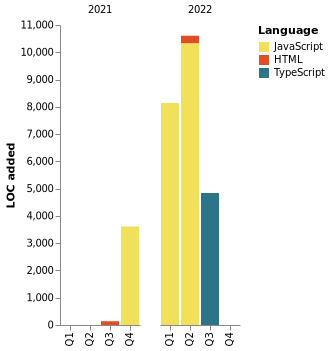 2021 2022
Language
JavaScript
HTML
TypeScript
LOC added
11,000
10,000
9,000
8,000
7,000
6,000
5,000
4,000
3,000
2,000
1,000
0
Q1 Q2 Q3 Q4 Q1 Q2 Q3 Q4